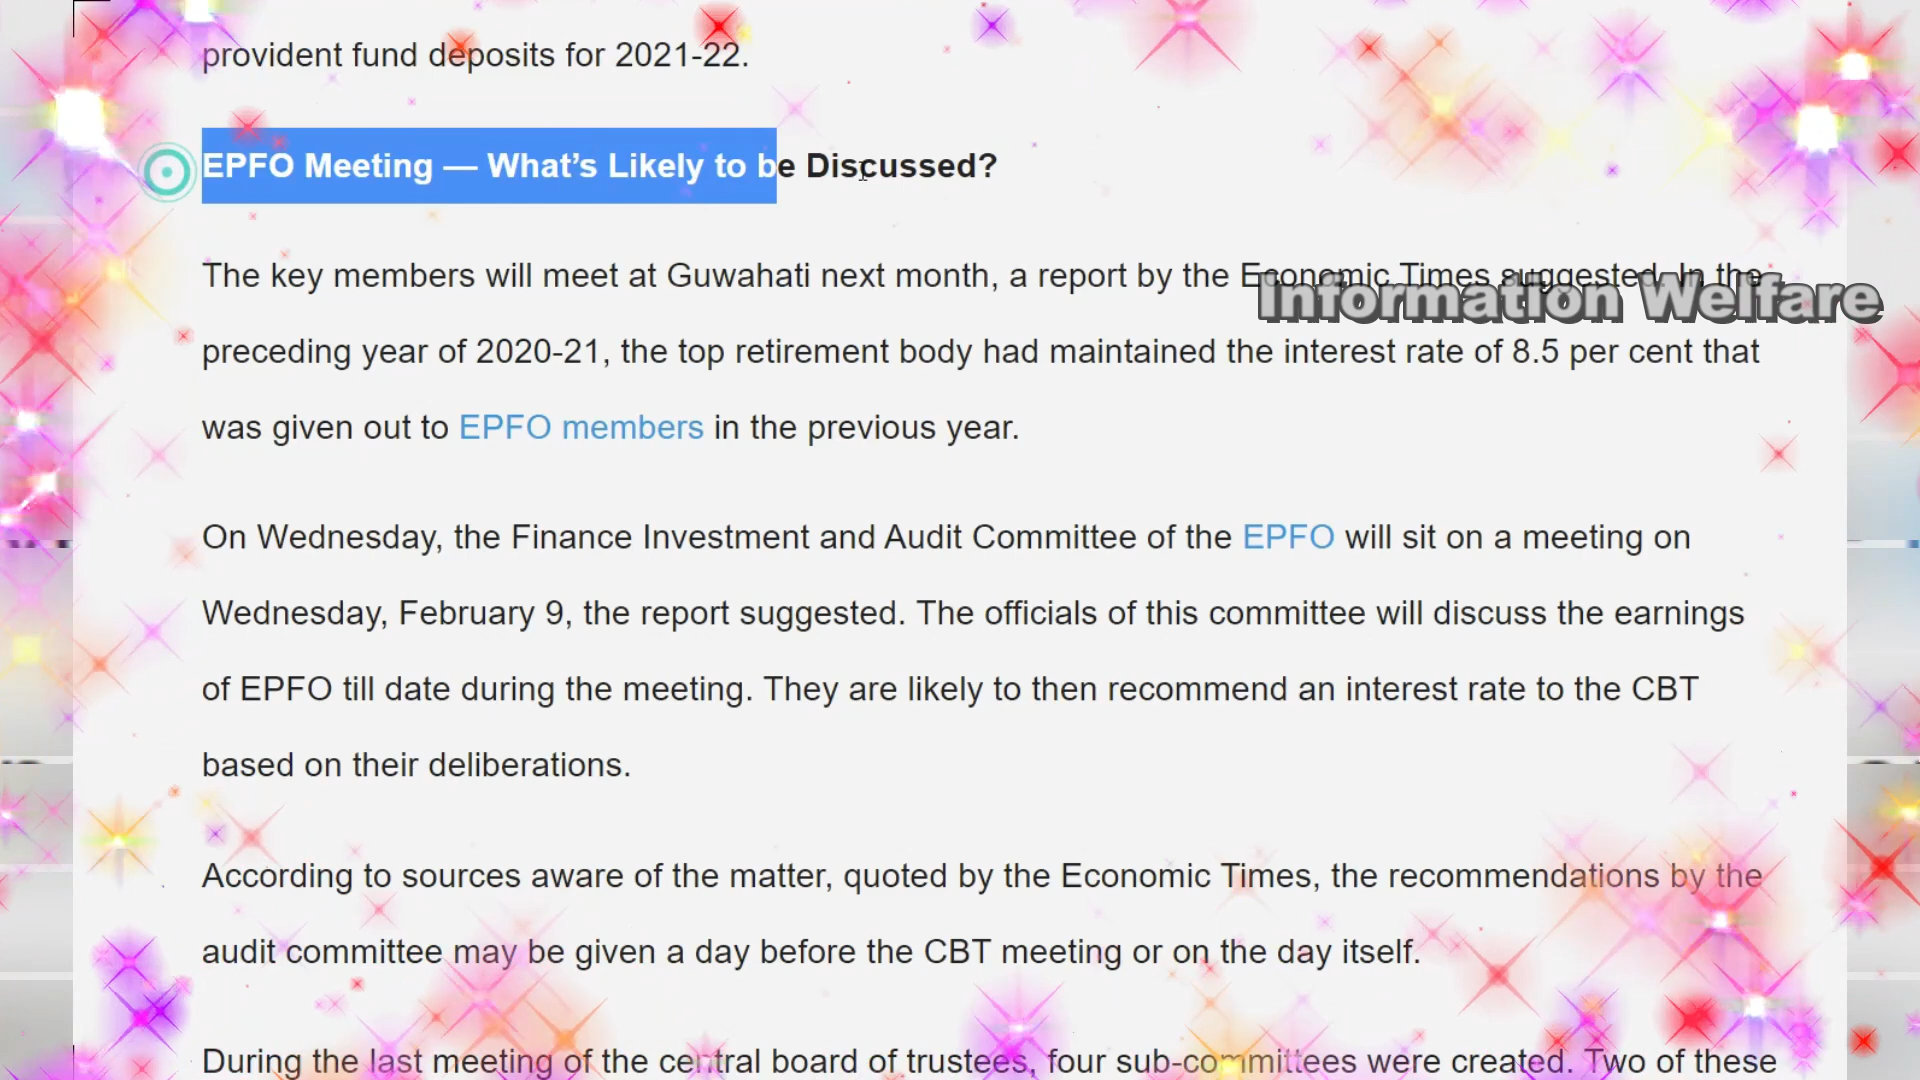 provident fund deposits for 2021-22.
EPFO Meeting — What’s Likely to be Discussed?
The key members will meet at Guwahati next month, a report by the Economic Times suggested. In the
Information Welfare
preceding year of 2020-21, the top retirement body had maintained the interest rate of 8.5 per cent that
was given out to EPFO members in the previous year.
On Wednesday, the Finance Investment and Audit Committee of the EPFO will sit on a meeting on
Wednesday, February 9, the report suggested. The officials of this committee will discuss the earnings
of EPFO till date during the meeting. They are likely to then recommend an interest rate to the CBT
based on their deliberations.
According to sources aware of the matter, quoted by the Economic Times, the recommendations by the
audit committee may be given a day before the CBT meeting or on the day itself.
During the last meeting of the central board of trustees, four sub-committees were created. Two of these